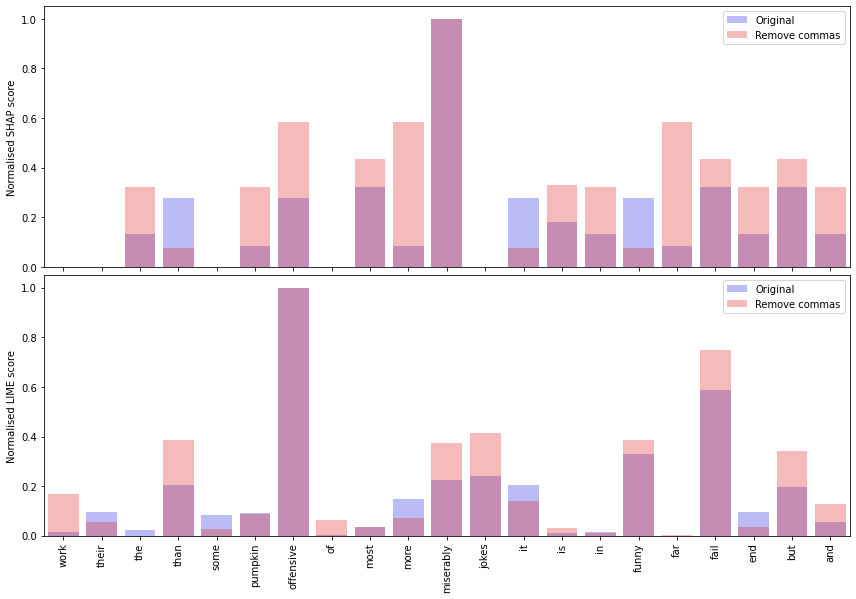 Normalised SHAP score
1.0
0.8
0.6
0.4
0.2
0.0
Original
Remove commas
Normalised LIME score
1.0
0.8
0.6
0.4
0.2
0.0
Original
Remove commas
work
their
the
than
some
pumpkin
offensive
of
most
more
miserably
jokes
it
is
in
funny
far
fail
end
but
and